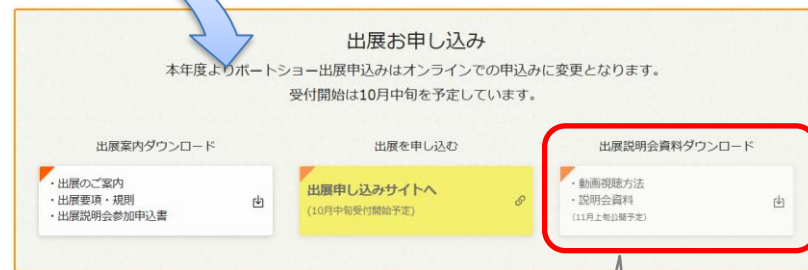 出展お申し込み
本年度よりボートショー出展申込みはオンラインでの申込みに変更となります。
受付開始は10月中旬を予定しています。
出展案内ダウンロード
・出展のご案内
・出展要項・規則
・出展説明会参加申込書
出展を申し込む
出展申し込みサイトへ
(10月中旬受付開始予定)
出展説明会資料ダウンロード
・動画視聴方法
・説明会資料
(11月上旬公開予定)